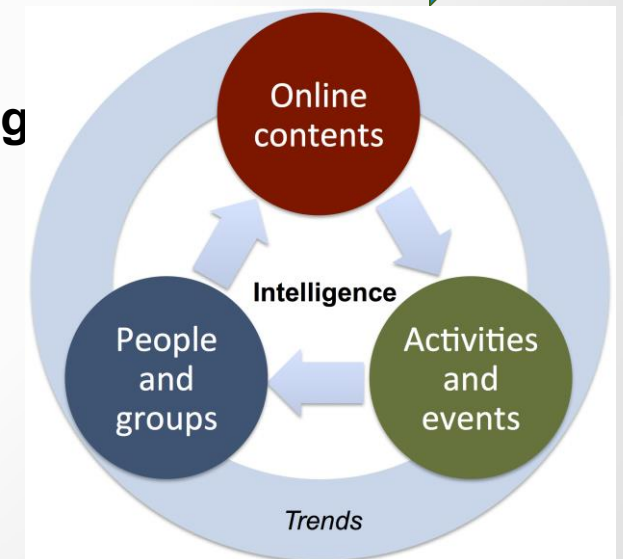 g
Online
contents
Intelligence
People
and
groups
Activities
and
events
Trends